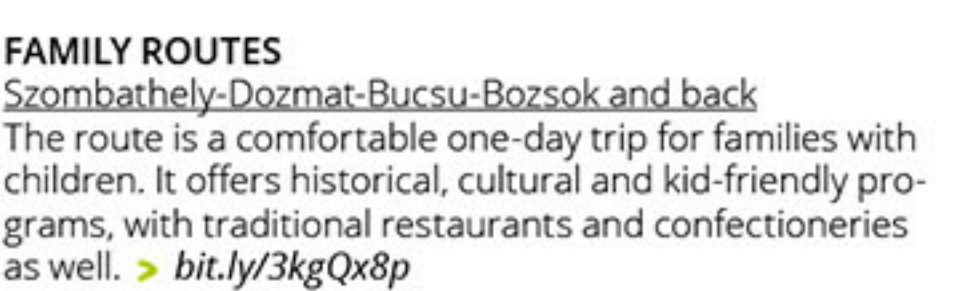 FAMILY ROUTES
Szombathely-Dozmat-Bucsu-Bozsok and back
The route is a comfortable one-day trip for families with
children. It offers historical, cultural and kid-friendly pro-
grams, with traditional restaurants and confectioneries
as well. > bit.ly/3kgQx8p